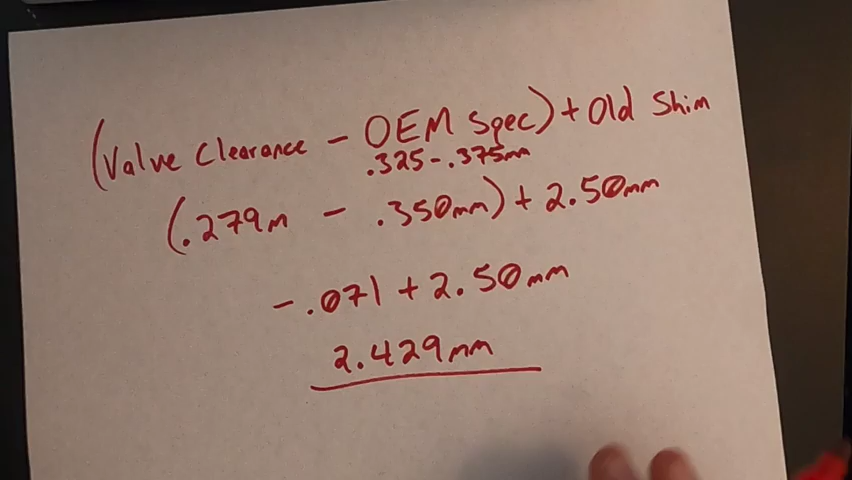 (Valve Clearance - OEM Spec) + Old Shim
.325-.375mm
(.279m - .350mm) + 2.50mm
-.071 + 2.50mm
2.429mm